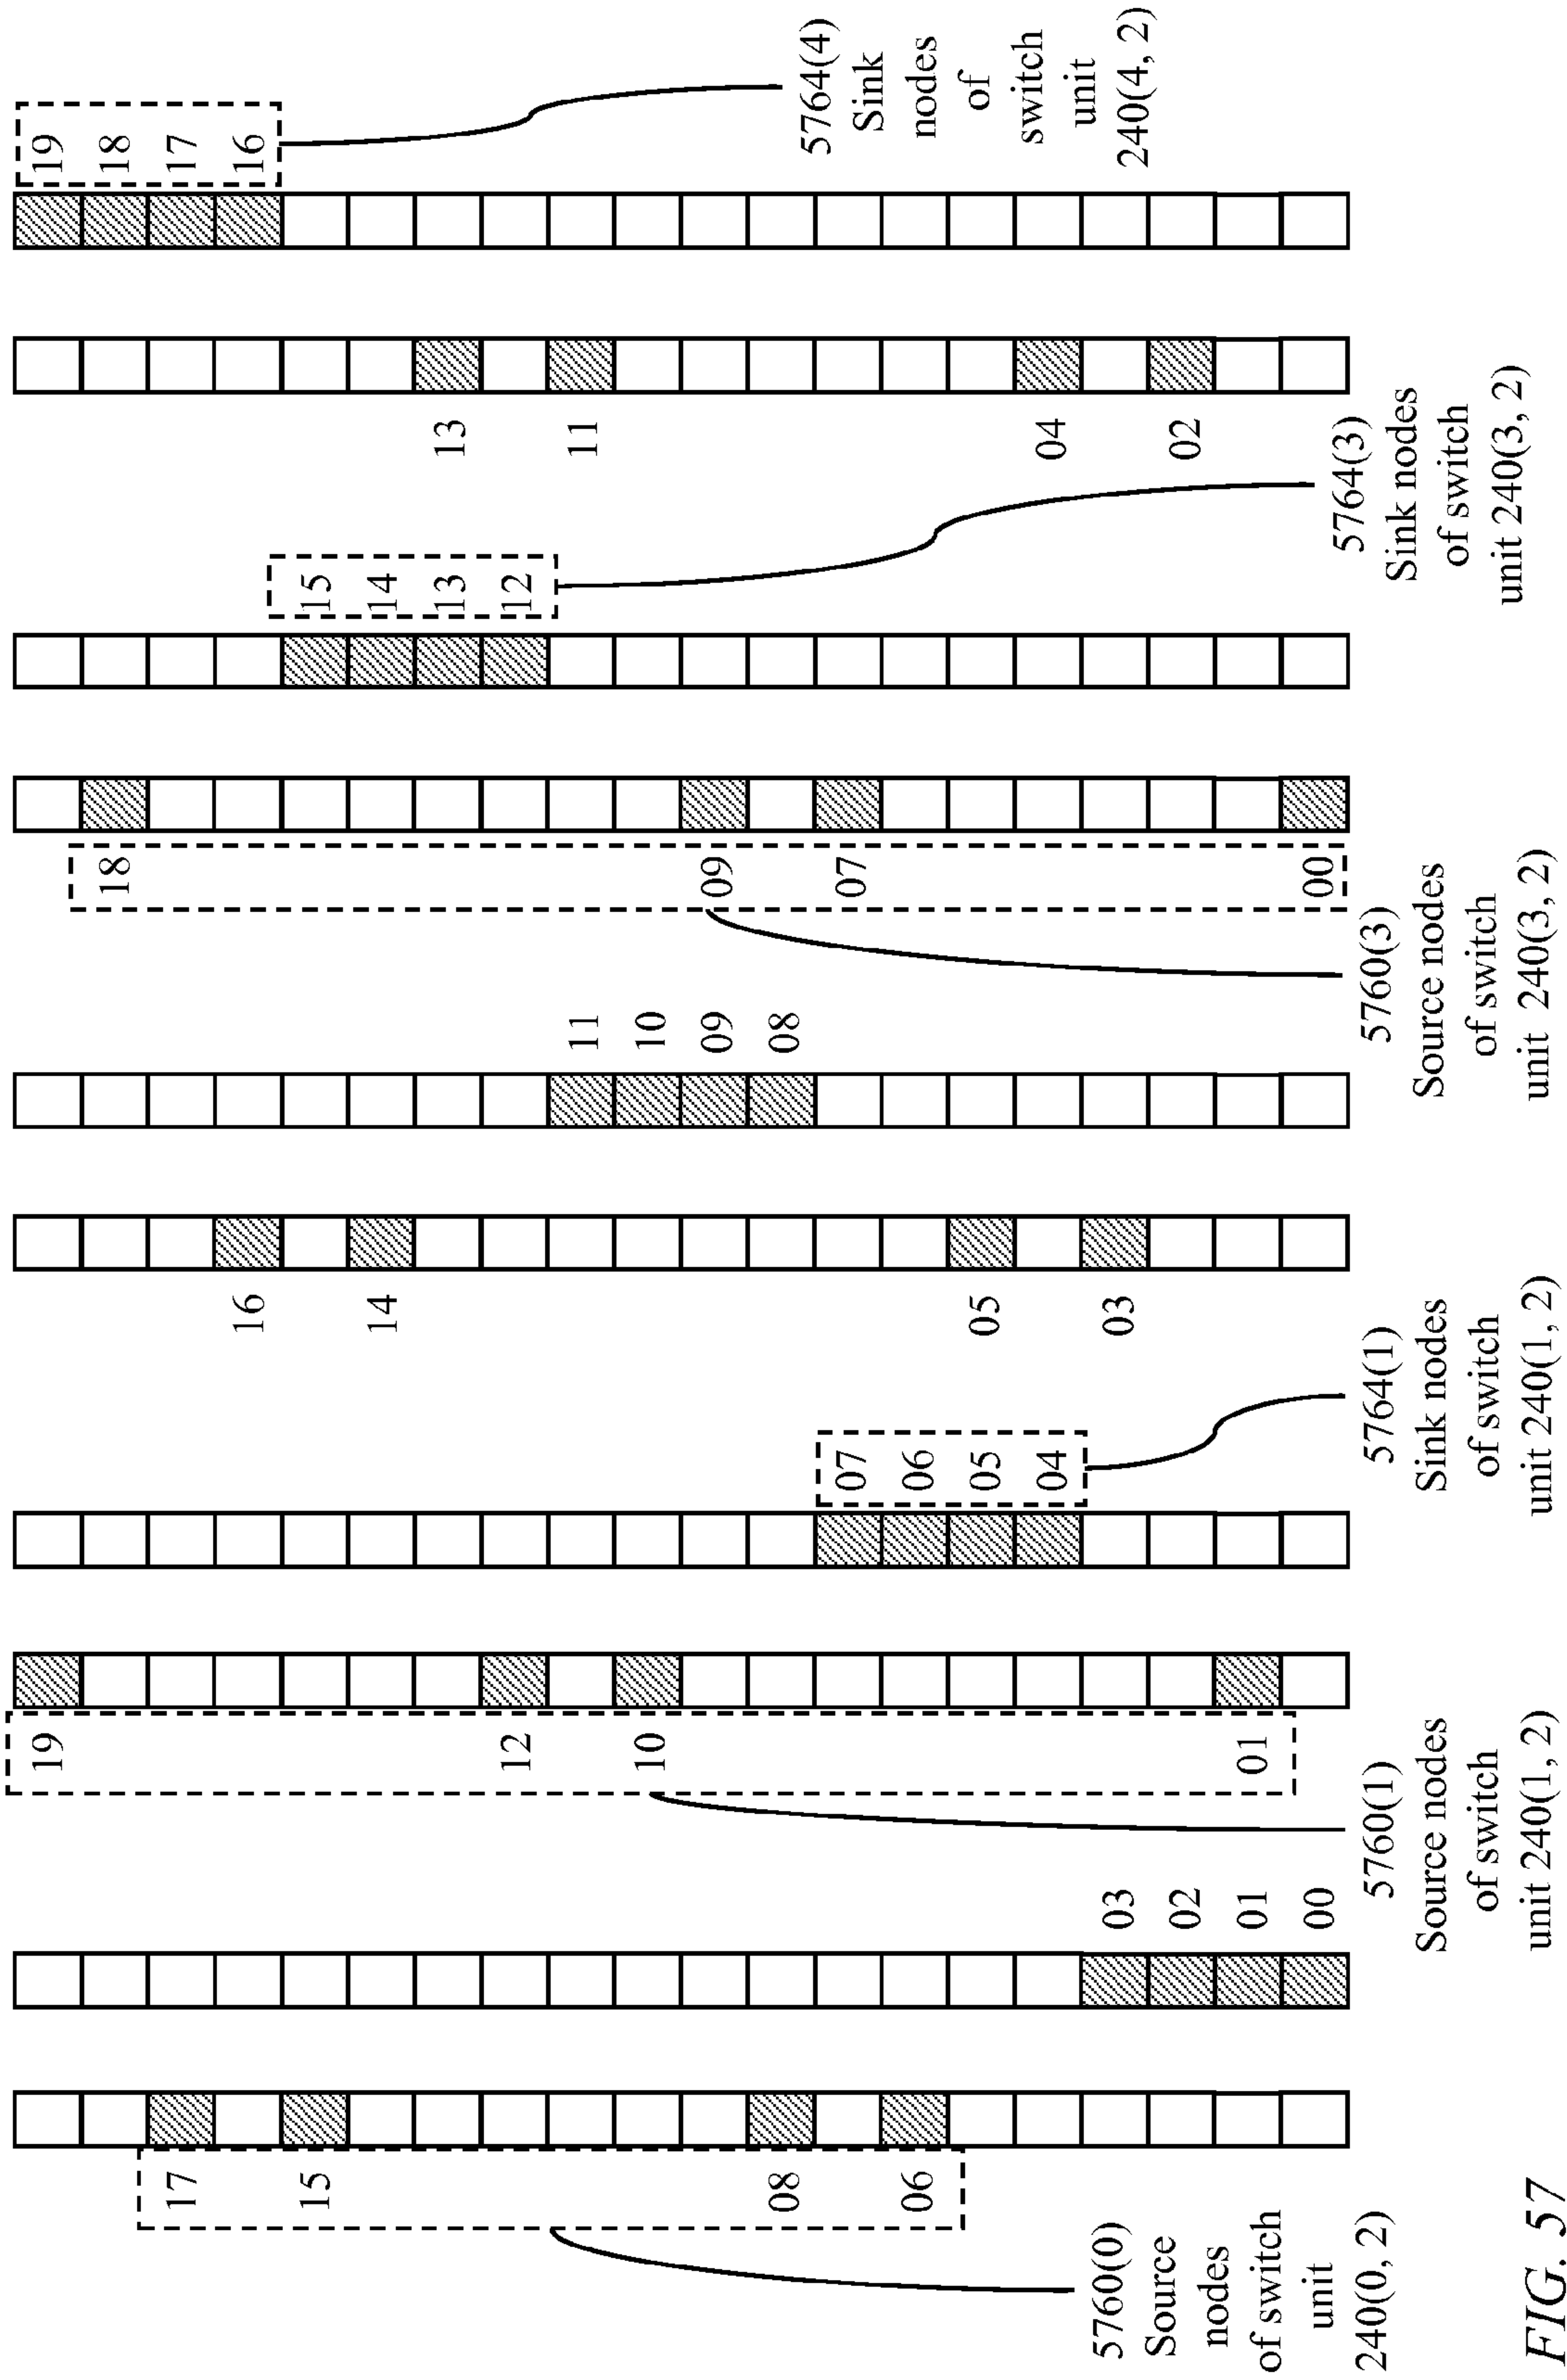 17
15
08
06
5760(0)
Source
nodes
of switch
unit
240(0, 2)
03
02
01
00
19
12
10
01
5760(1)
Source nodes
of switch
unit 240(1, 2)
07
06
05
04
5764(1)
Sink nodes
of switch
unit 240(1, 2)
16
14
05
03
11
10
09
08
18
09
07
00
5760(3)
Source nodes
of switch
unit 240(3, 2)
15
14
13
12
5764(3)
Sink nodes
of switch
unit 240(3, 2)
13
11
04
02
19
18
17
16
5764(4)
Sink
nodes
of
switch
unit
240(4, 2)
FIG. 57